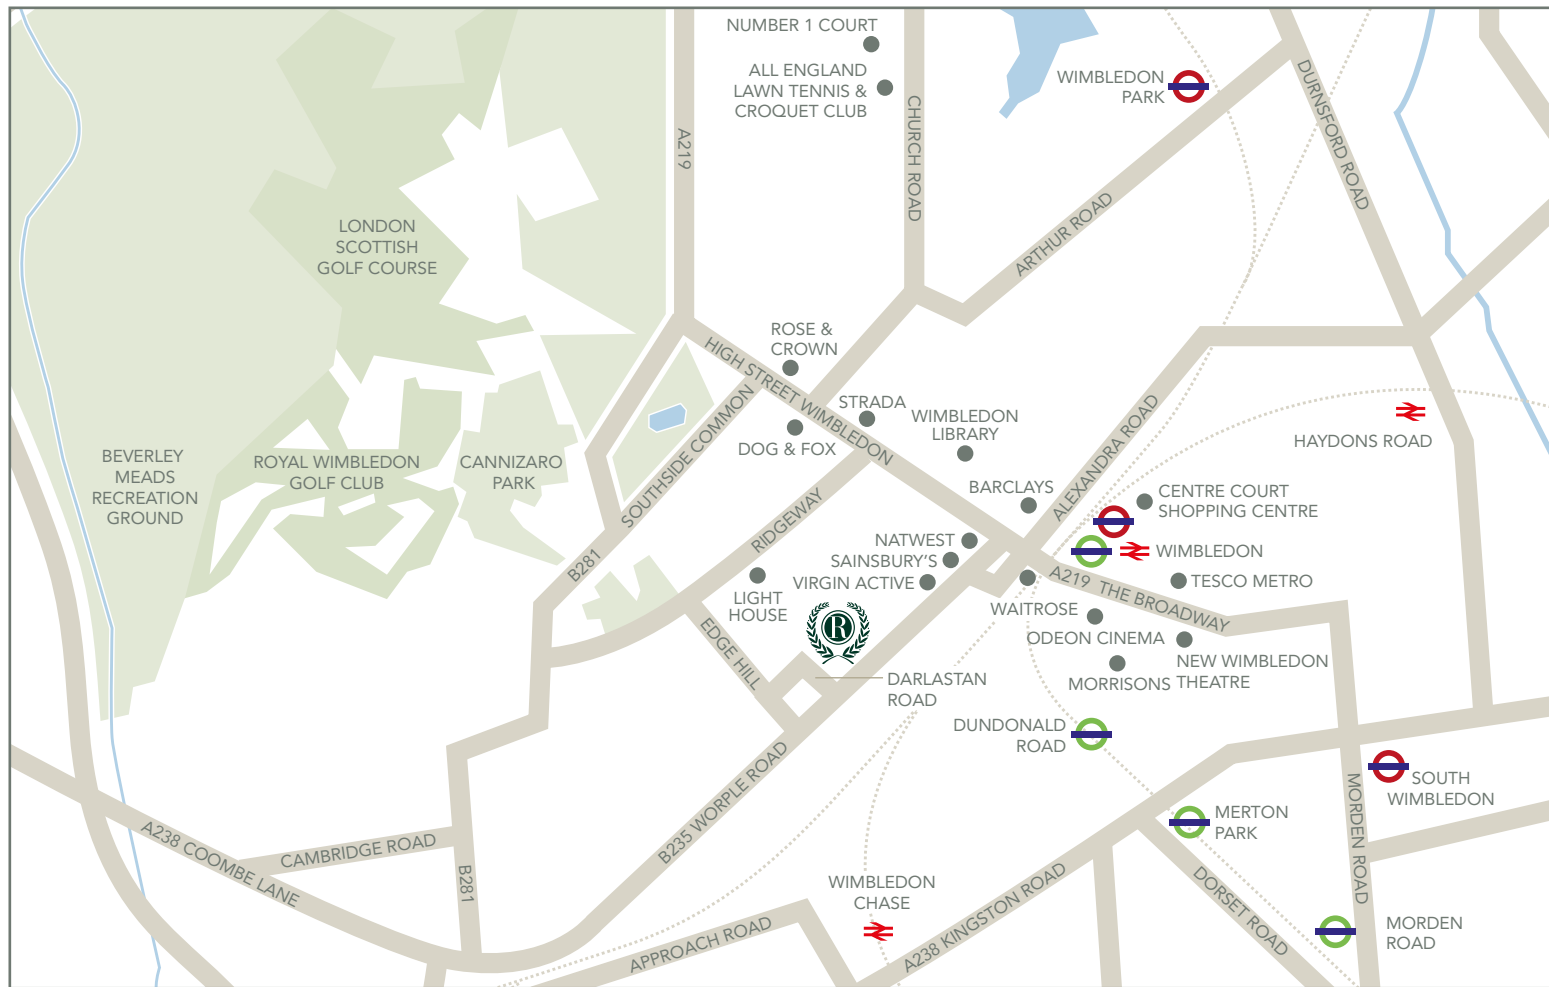 NUMBER 1 COURT
ALL ENGLAND
LAWN TENNIS &
CROQUET CLUB
A219
CHURCH ROAD
WIMBLEDON
PARK
DURNSFORD ROAD
ARTHUR ROAD
LONDON
SCOTTISH
GOLF COURSE
ROSE &
CROWN
HIGH STREET WIMBLEDON
STRADA
DOG & FOX
WIMBLEDON
LIBRARY
ALEXANDRA ROAD
HAYDONS ROAD
BEVERLEY
MEADS
RECREATION
GROUND
ROYAL WIMBLEDON
GOLF CLUB
CANNIZARO
PARK
SOUTHSIDE COMMON
B281
RIDGEWAY
BARCLAYS
CENTRE COURT
SHOPPING CENTRE
NATWEST
SAINSBURY'S
VIRGIN ACTIVE
WIMBLEDON
LIGHT
HOUSE
R
A219 THE BROADWAY
TESCO METRO
WAITROSE
ODEON CINEMA
NEW WIMBLEDON
THEATRE
MORRISONS
EDGE HILL
DARLASTAN
ROAD
DUNDONALD
ROAD
B235 WORPLE ROAD
SOUTH
WIMBLEDON
MORDEN ROAD
MERTON
PARK
A238 COOMBE LANE
CAMBRIDGE ROAD
B281
WIMBLEDON
CHASE
APPROACH ROAD
A238 KINGSTON ROAD
DORSET ROAD
MORDEN
ROAD